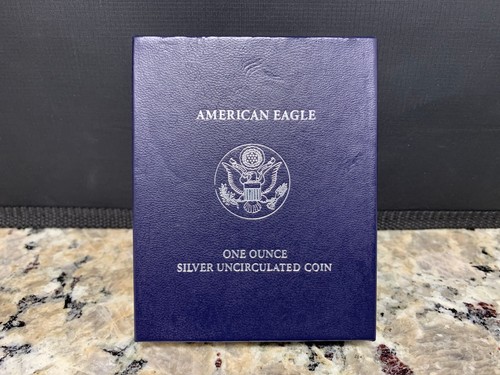 AMERICAN EAGLE
ONE OUNCE
SILVER UNCIRCULATED COIN